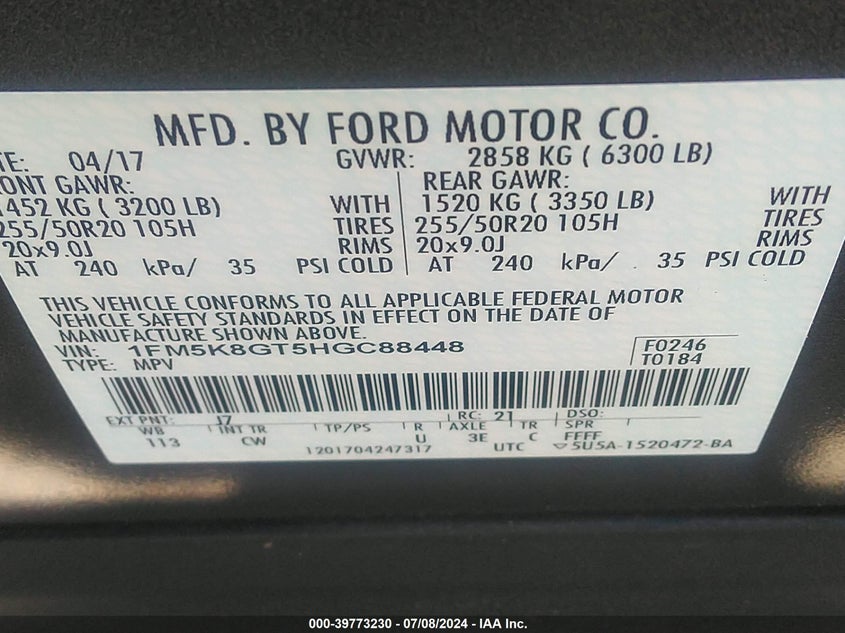 MFD. BY FORD MOTOR CO.
TE: 04/17 GVWR: 2858 KG ( 6300 LB)
ONT GAWR: REAR GAWR:
1452 KG ( 3200 LB) WITH 1520 KG ( 3350 LB) WITH
255/50R20 105H TIRES 255/50R20 105H TIRES
20x9.0J RIMS 20x9.0J RIMS
AT 240 kPa/ 35 PSI COLD AT 240 kPa/ . 35 PSI COLD
THIS VEHICLE CONFORMS TO ALL APPLICABLE FEDERAL MOTOR
VEHICLE SAFETY STANDARDS IN EFFECT ON THE DATE OF
MANUFACTURE SHOWN ABOVE.
VIN: 1FM5K8GT5HGC88448 F0246
TYPE: MPV T0184
EXT PNT: J7 RC: 21 DSO:
WB INT TR TP/PS R AXLE TR SPR
113 CW U 3E C FFFF
1201704247317 UTC ▽5U5A-1520472-BA
000-39773230 - 07/08/2024 - IAA Inc.